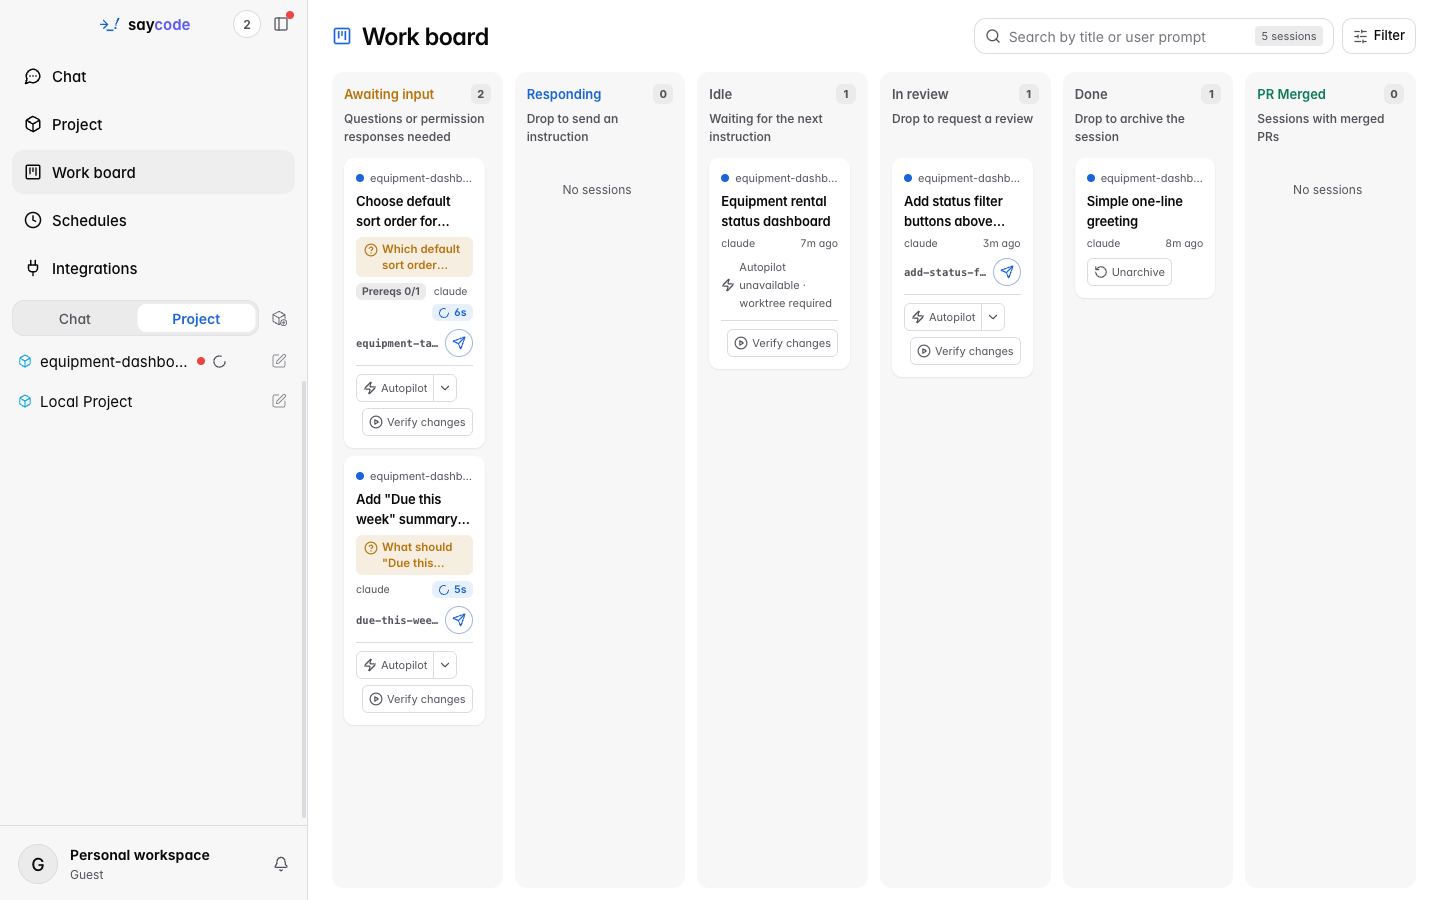 saycode
2
Chat
Project
Work board
Schedules
Integrations
Chat
Project
equipment-dashbo...
Local Project
Personal workspace
Guest
G
Work board
Search by title or user prompt
5 sessions
Filter
Awaiting input
2
Questions or permission
responses needed
equipment-dashb...
Choose default
sort order for...
Which default
sort order...
Prereqs 0/1
claude
6s
equipment-ta...
Autopilot
Verify changes
equipment-dashb...
Add "Due this
week" summary...
What should
"Due this...
claude
5s
due-this-wee...
Autopilot
Verify changes
Responding
0
Drop to send an
instruction
No sessions
Idle
1
Waiting for the next
instruction
equipment-dashb...
Equipment rental
status dashboard
claude
7m ago
Autopilot
unavailable ·
worktree required
Verify changes
In review
1
Drop to request a review
equipment-dashb...
Add status filter
buttons above...
claude
3m ago
add-status-f...
Autopilot
Verify changes
Done
1
Drop to archive the
session
equipment-dashb...
Simple one-line
greeting
claude
8m ago
Unarchive
PR Merged
0
Sessions with merged
PRs
No sessions